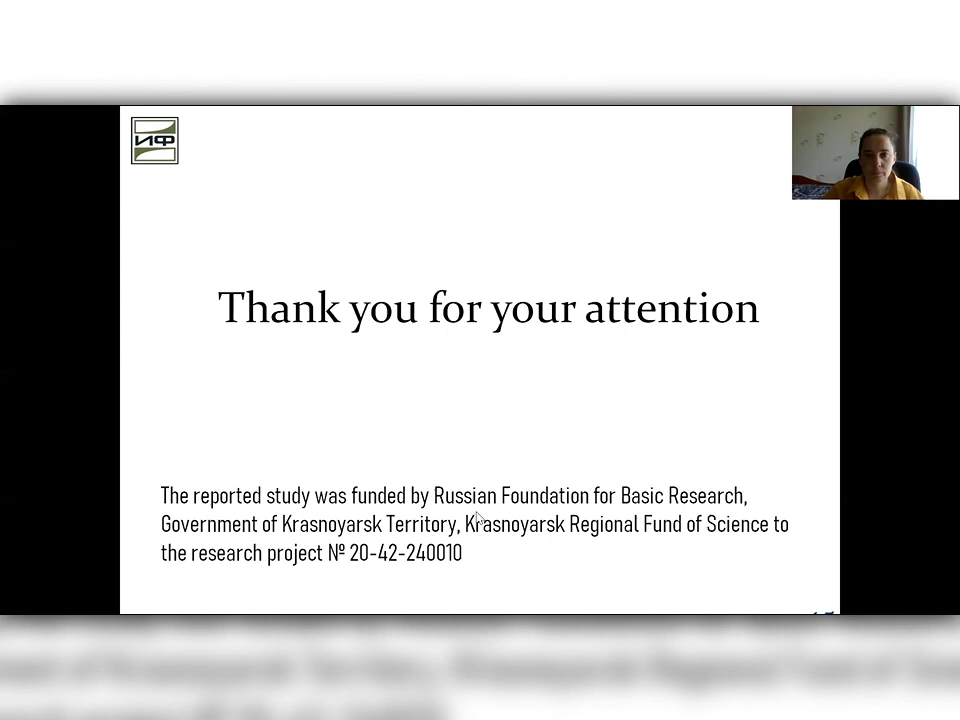 ИФ
Thank you for your attention
The reported study was funded by Russian Foundation for Basic Research,
Government of Krasnoyarsk Territory, Krasnoyarsk Regional Fund of Science to
the research project № 20-42-240010